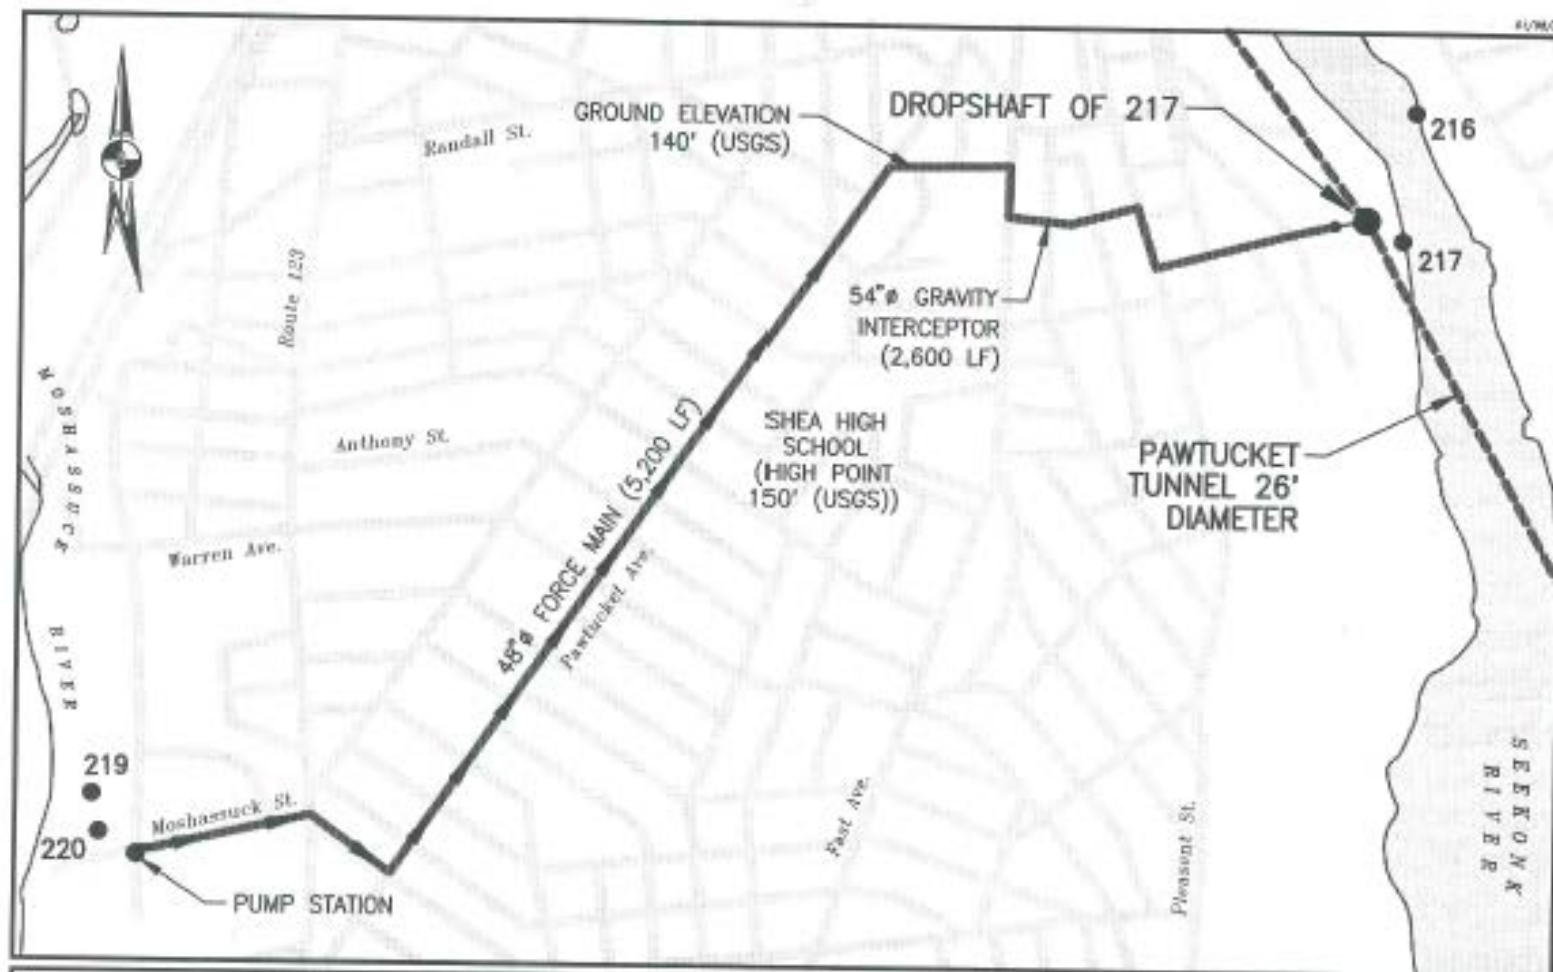 GROUND ELEVATION
140' (USGS)
DROPSHAFT OF 217
216
Randall St.
217
Route 123
54"ø GRAVITY
INTERCEPTOR
(2,600 LF)
MOSHASSUCK
RIVER
Anthony St.
48"ø FORCE MAIN (5,200 LF)
Pawtucket Ave.
SHEA HIGH
SCHOOL
(HIGH POINT
150' (USGS))
PAWTUCKET
TUNNEL 26'
DIAMETER
Warren Ave.
219
220
Moshassuck St.
PUMP STATION
East Ave.
Pleasent St.
SEEKONK
RIVER